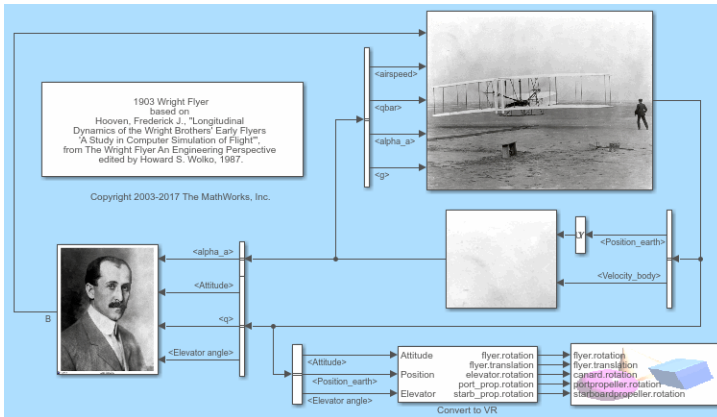 <airspeed>
<qbar>
<alpha_a>
<g>
1903 Wright Flyer
based on
Hooven, Frederick J., "Longitudinal
Dynamics of the Wright Brothers' Early Flyers
'A Study in Computer Simulation of Flight'",
from The Wright Flyer An Engineering Perspective
edited by Howard S. Wolko, 1987.
Copyright 2003-2017 The MathWorks, Inc.
<Position_earth>
<Velocity_body>
<alpha_a>
<Attitude>
<q>
<Elevator angle>
B
<Attitude>
<Position_earth>
<Elevator angle>
Attitude
Position
Elevator
flyer.rotation
flyer.translation
elevator.rotation
port_prop.rotation
starb_prop.rotation
Convert to VR
flyer.rotation
flyer.translation
canard.rotation
portpropeller.rotation
starboardpropeller.rotation